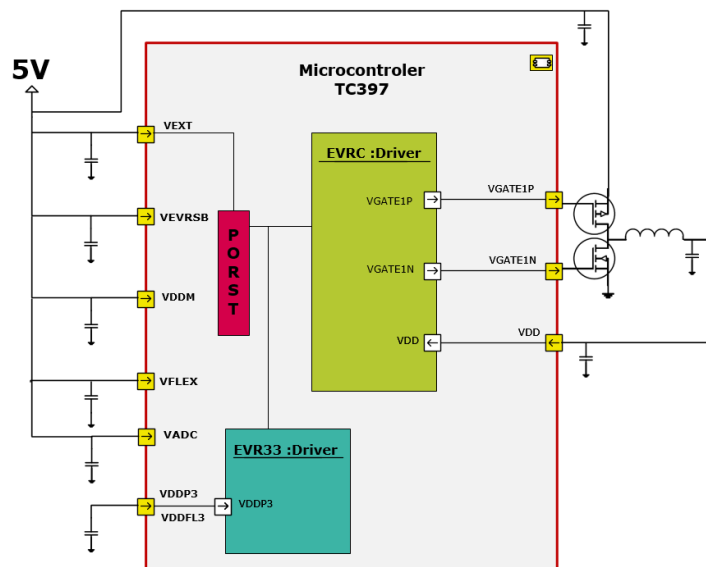 5V
Microcontroler
TC397
VEXT
EVRC :Driver
VGATE1P
VGATE1P
VEVRSB
PORST
VGATE1N
VGATE1N
VDDM
VDD
VDD
VFLEX
VADC
EVR33 :Driver
VDDP3
VDDP3
VDDFL3